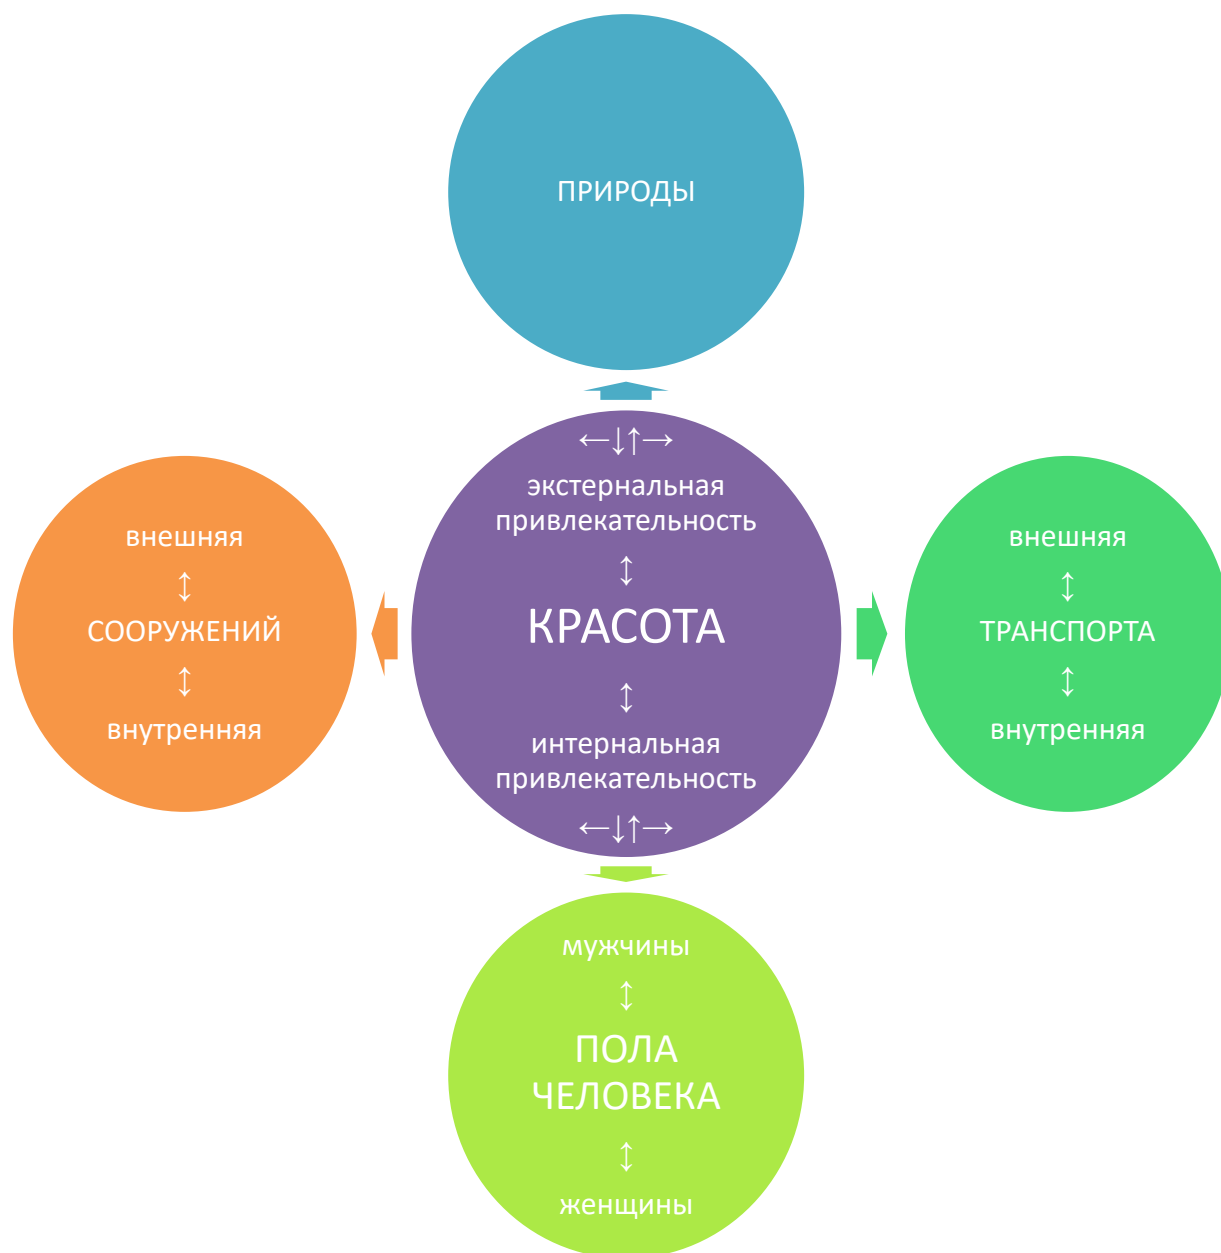 ПРИРОДЫ
←↓↑→
экстернальная
привлекательность
↕
КРАСОТА
↕
интернальная
привлекательность
←↓↑→
внешняя
↕
СООРУЖЕНИЙ
↕
внутренняя
внешняя
↕
ТРАНСПОРТА
↕
внутренняя
мужчины
↕
ПОЛА
ЧЕЛОВЕКА
↕
женщины